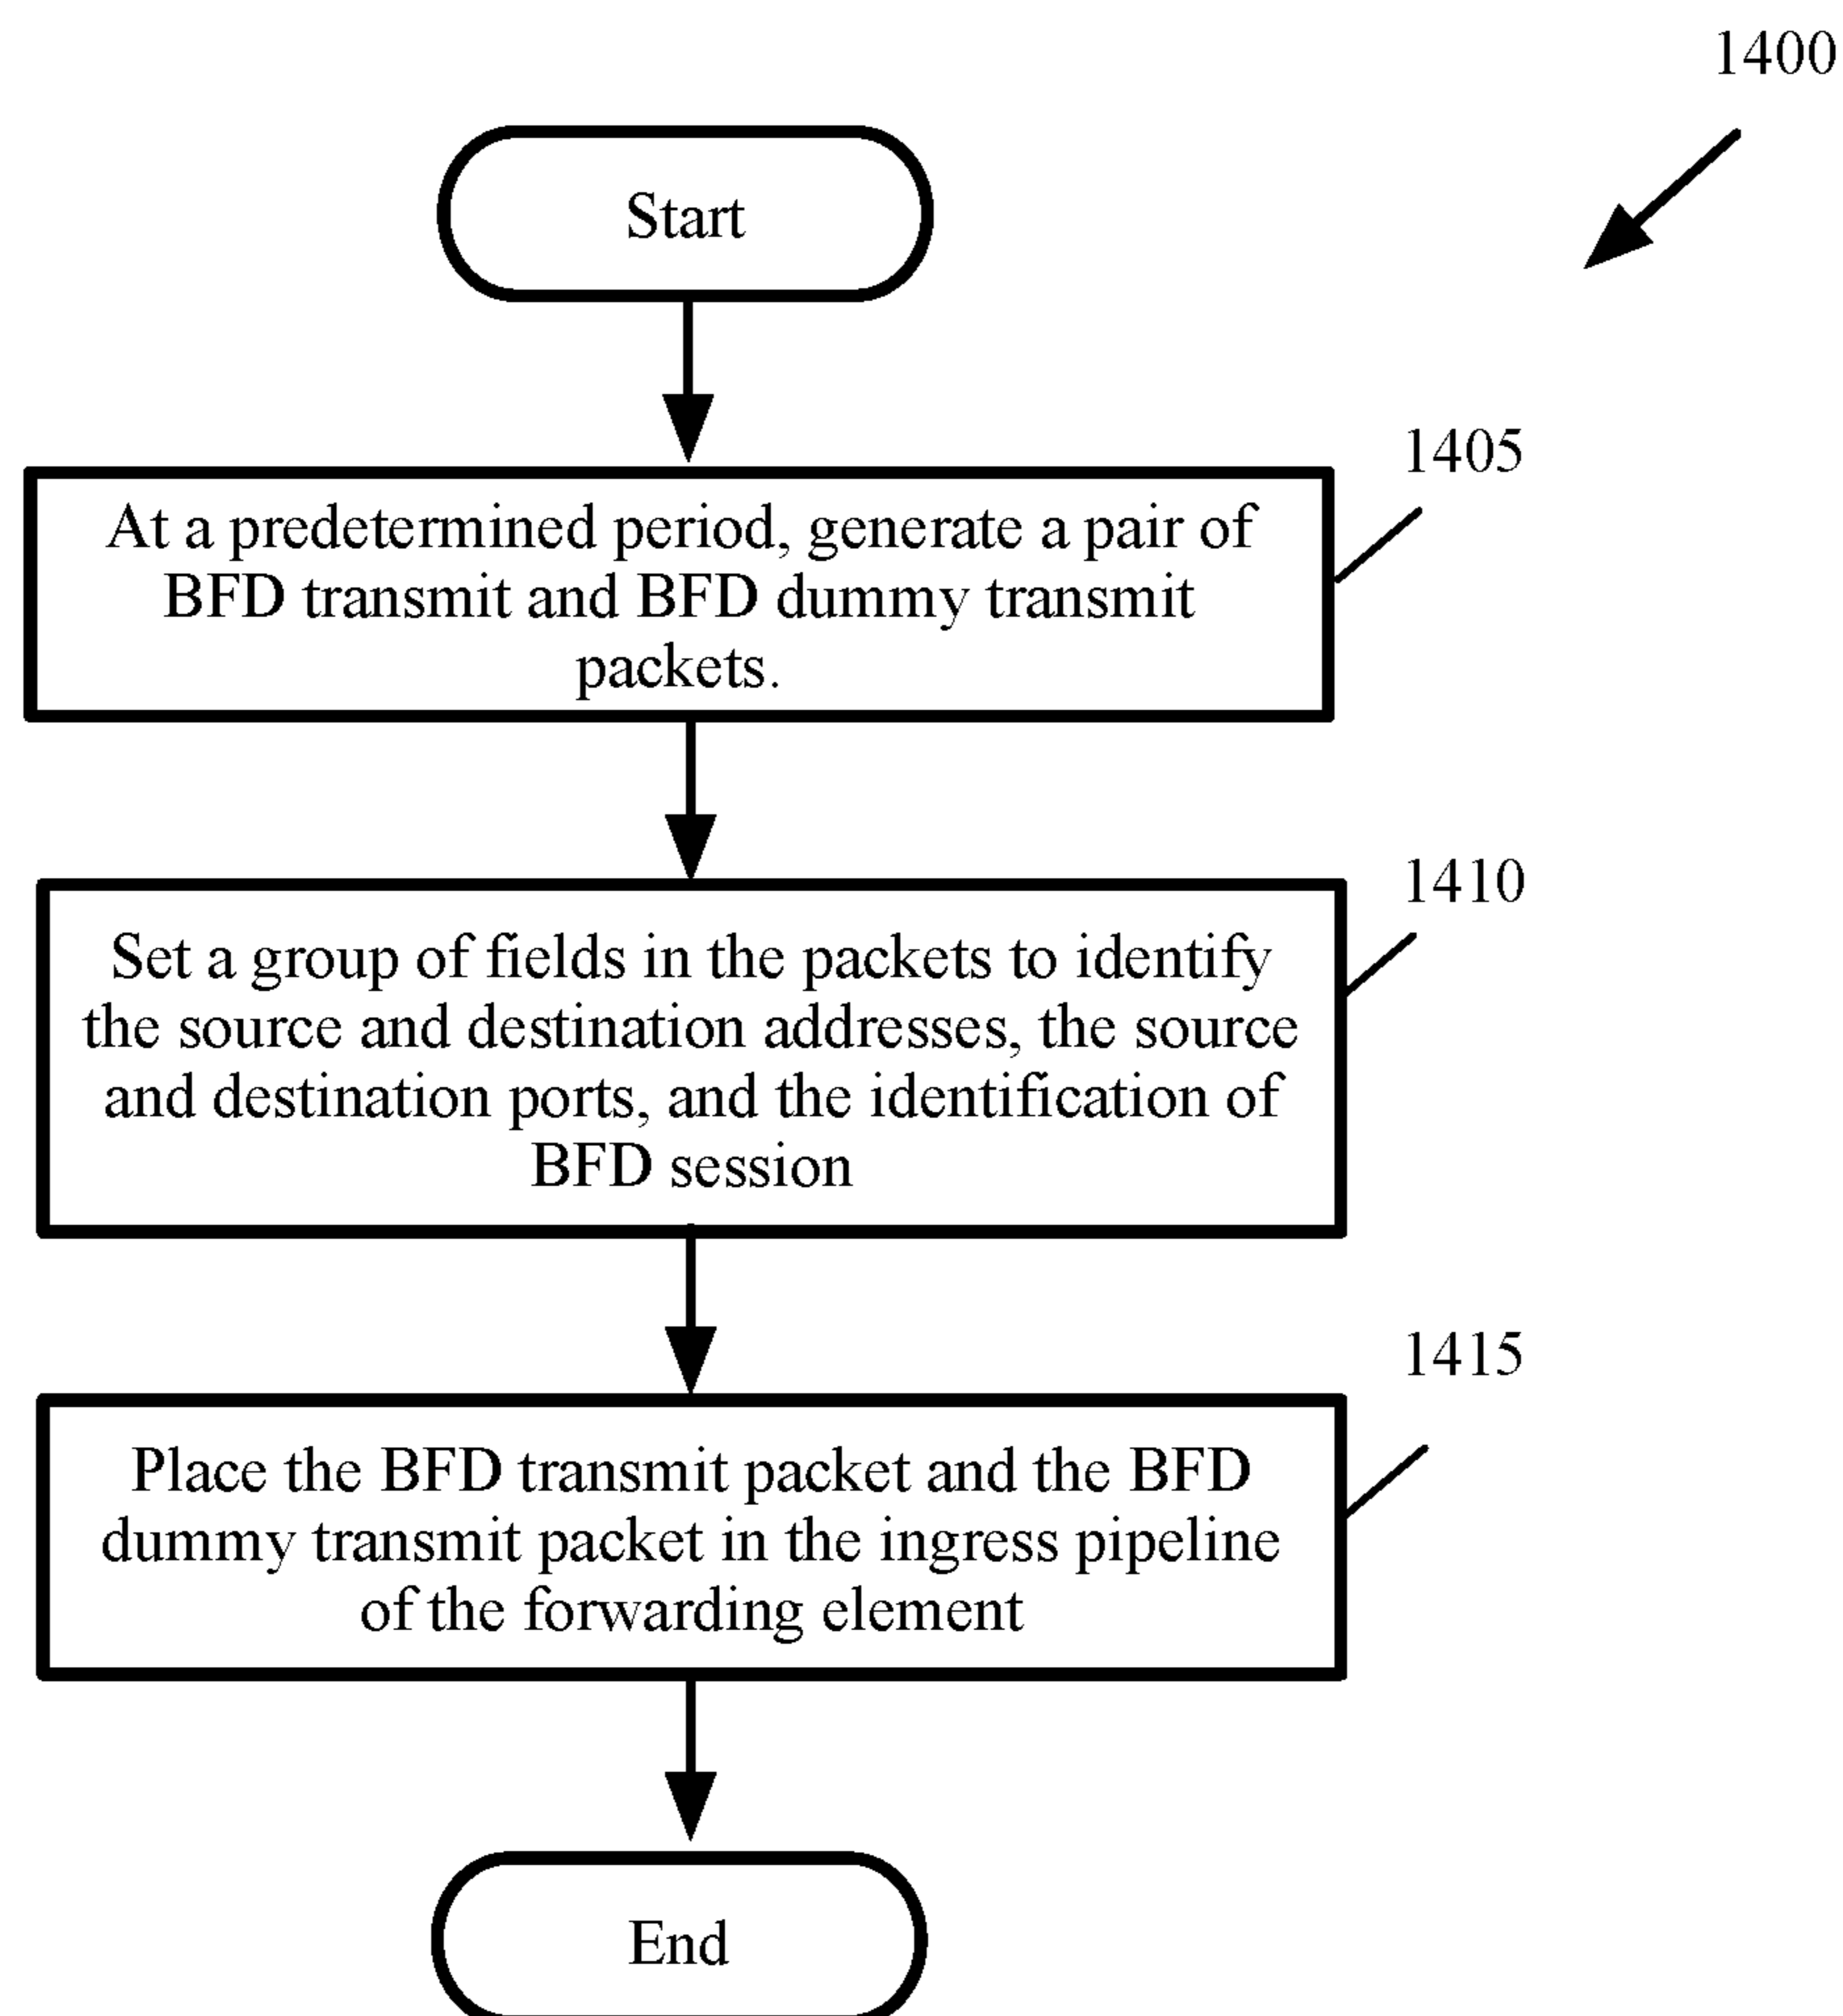 1400
Start
1405
At a predetermined period, generate a pair of
BFD transmit and BFD dummy transmit
packets.
1410
Set a group of fields in the packets to identify
the source and destination addresses, the source
and destination ports, and the identification of
BFD session
1415
Place the BFD transmit packet and the BFD
dummy transmit packet in the ingress pipeline
of the forwarding element
End